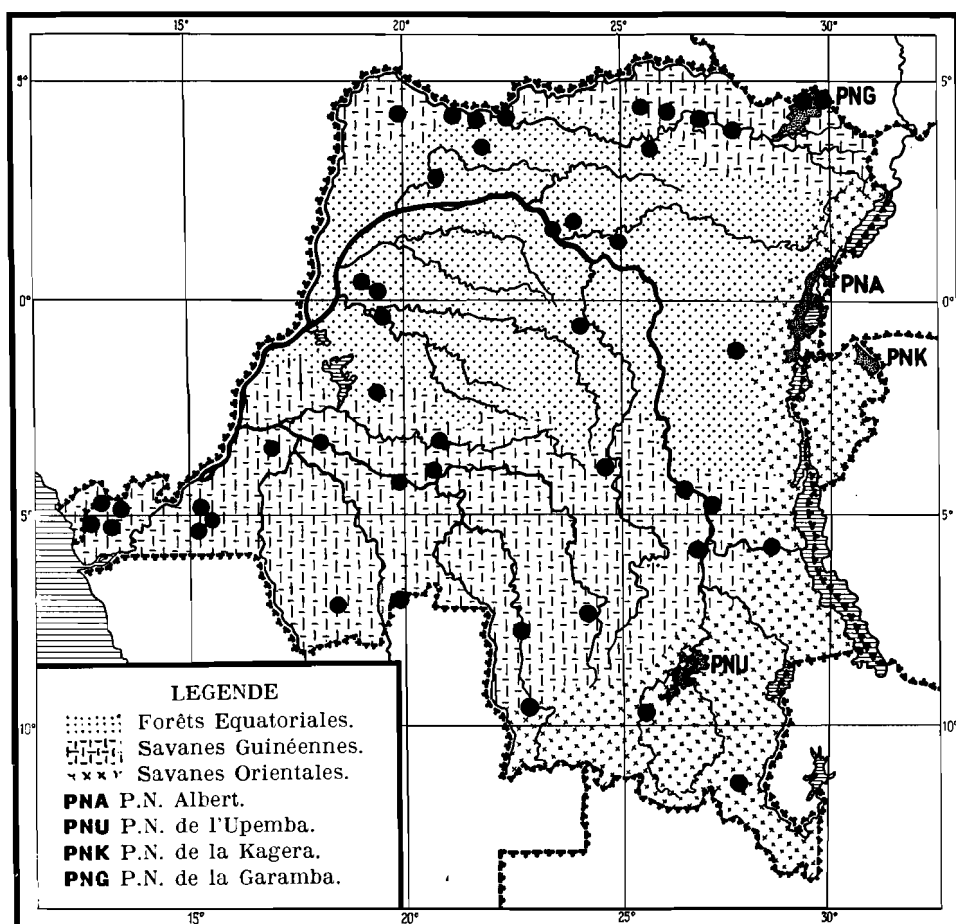 15° 20° 25° 30°
5° 5°
PNG
PNA
0° 0°
PNK
5° 5°
PNU
LEGENDE
Forêts Equatoriales.
Savanes Guinéennes.
Savanes Orientales.
PNA P.N. Albert.
PNU P.N. de l'Upemba.
PNK P.N. de la Kagera.
PNG P.N. de la Garamba.
10° 10°
15° 20° 25° 30°